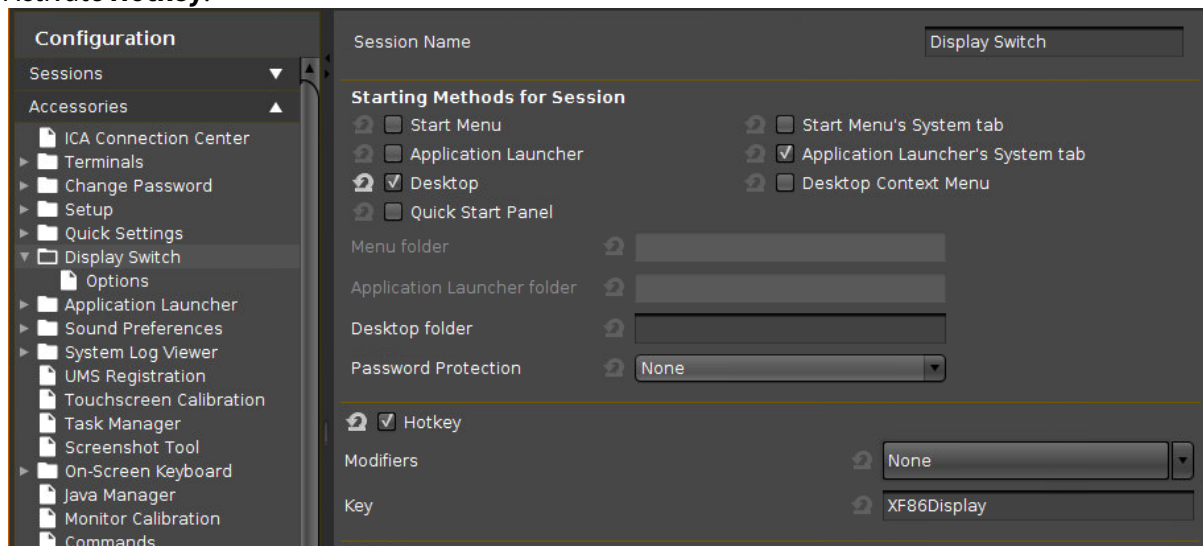 Activate Hotkey.
Configuration
Sessions
Accessories
ICA Connection Center
Terminals
Change Password
Setup
Quick Settings
Display Switch
Options
Application Launcher
Sound Preferences
System Log Viewer
UMS Registration
Touchscreen Calibration
Task Manager
Screenshot Tool
On-Screen Keyboard
Java Manager
Monitor Calibration
Commands
Session Name
Display Switch
Starting Methods for Session
Start Menu
Start Menu's System tab
Application Launcher
Application Launcher's System tab
Desktop
Desktop Context Menu
Quick Start Panel
Menu folder
Application Launcher folder
Desktop folder
Password Protection
None
Hotkey
Modifiers
None
Key
XF86Display